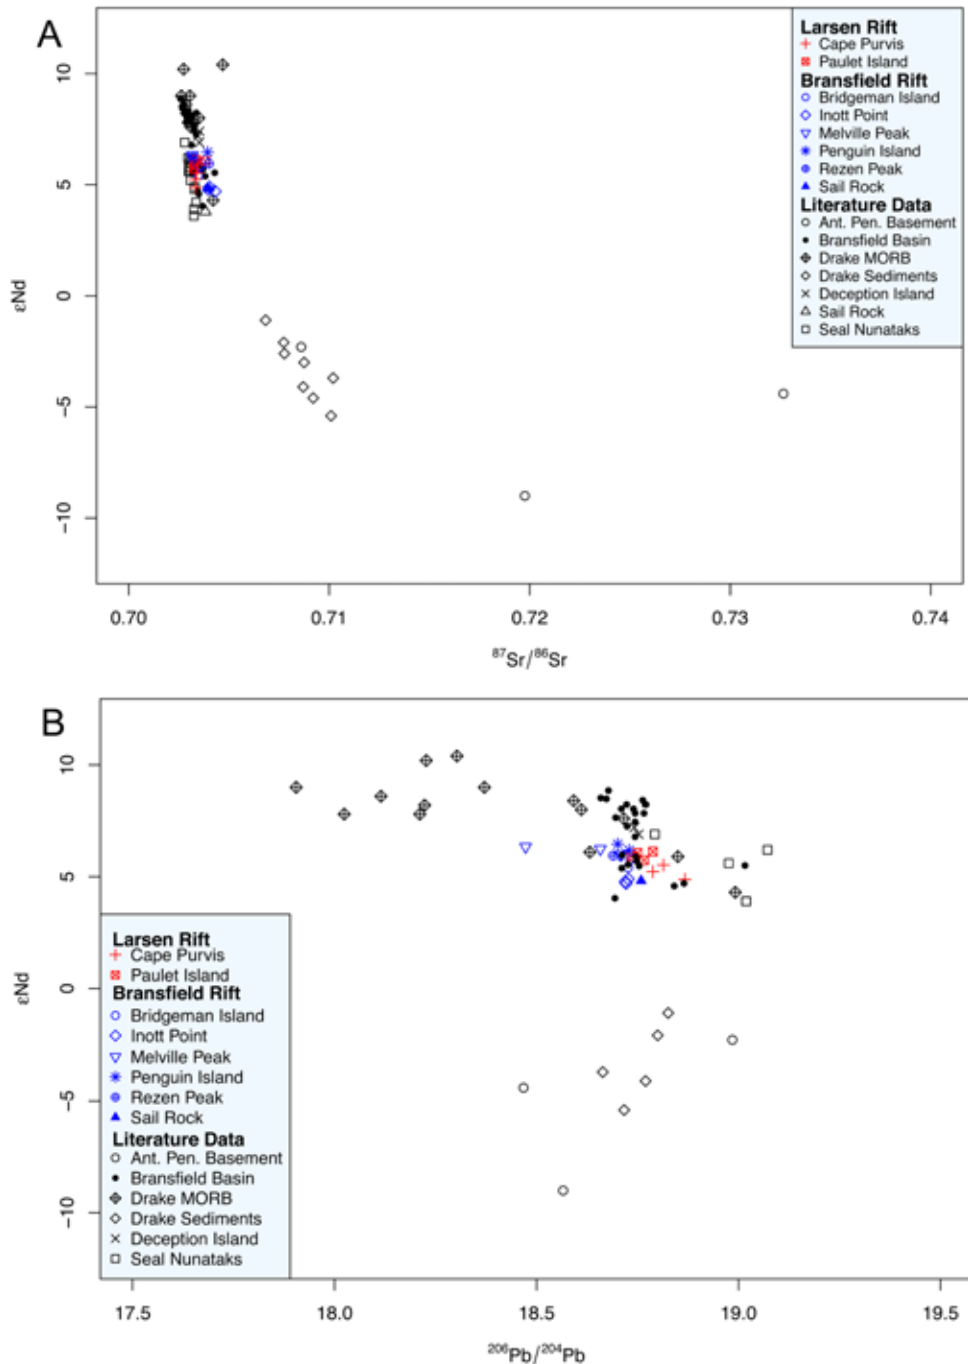 A
Larsen Rift
Cape Purvis
Paulet Island
Bransfield Rift
Bridgeman Island
Inott Point
Melville Peak
Penguin Island
Rezen Peak
Sail Rock
Literature Data
Ant. Pen. Basement
Bransfield Basin
Drake MORB
Drake Sediments
Deception Island
Sail Rock
Seal Nunataks
10
5
0
−5
−10
εNd
0.70 0.71 0.72 0.73 0.74
⁸⁷Sr/⁸⁶Sr
B
10
5
0
−5
−10
εNd
Larsen Rift
Cape Purvis
Paulet Island
Bransfield Rift
Bridgeman Island
Inott Point
Melville Peak
Penguin Island
Rezen Peak
Sail Rock
Literature Data
Ant. Pen. Basement
Bransfield Basin
Drake MORB
Drake Sediments
Deception Island
Seal Nunataks
17.5 18.0 18.5 19.0 19.5
²⁰⁶Pb/²⁰⁴Pb